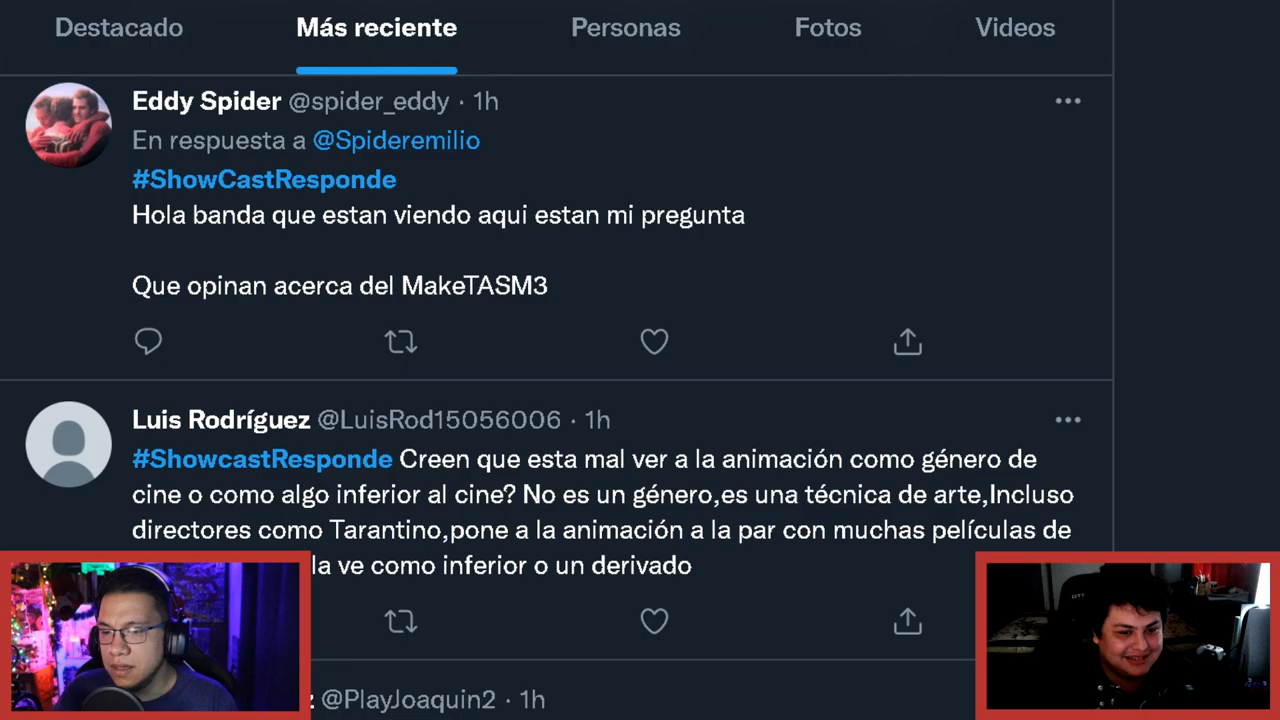 Destacado Más reciente Personas Fotos Videos
Eddy Spider @spider_eddy · 1h
En respuesta a @Spideremilio
#ShowCastResponde
Hola banda que estan viendo aqui estan mi pregunta
Que opinan acerca del MakeTASM3
Luis Rodríguez @LuisRod15056006 · 1h
#ShowcastResponde Creen que esta mal ver a la animación como género de
cine o como algo inferior al cine? No es un género,es una técnica de arte,Incluso
directores como Tarantino,pone a la animación a la par con muchas películas de
la ve como inferior o un derivado
@PlayJoaquin2 · 1h